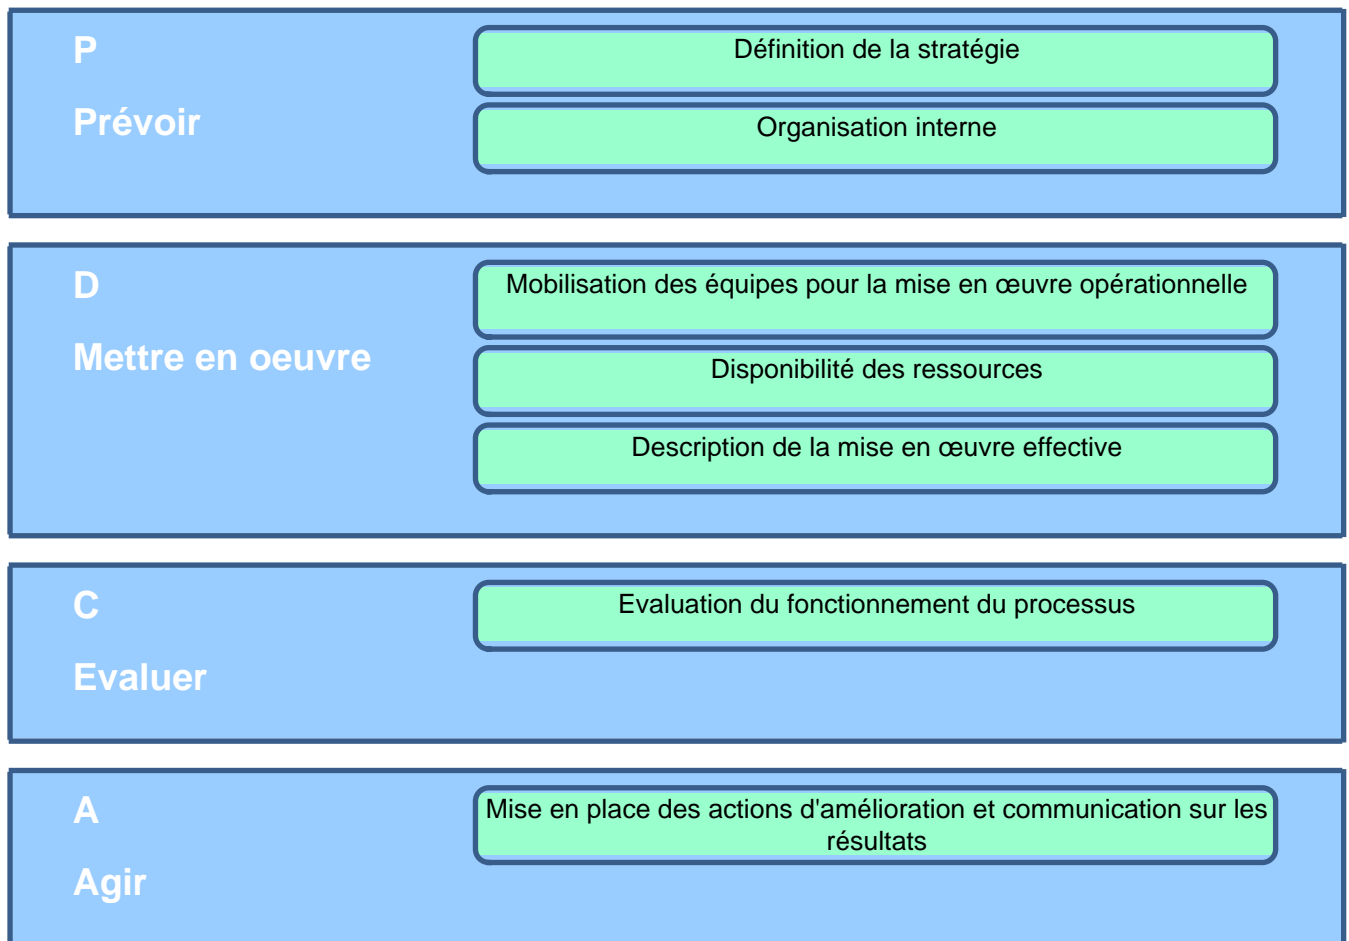 P
Prévoir
Définition de la stratégie
Organisation interne
D
Mettre en oeuvre
Mobilisation des équipes pour la mise en œuvre opérationnelle
Disponibilité des ressources
Description de la mise en œuvre effective
C
Evaluer
Evaluation du fonctionnement du processus
A
Agir
Mise en place des actions d'amélioration et communication sur les
résultats